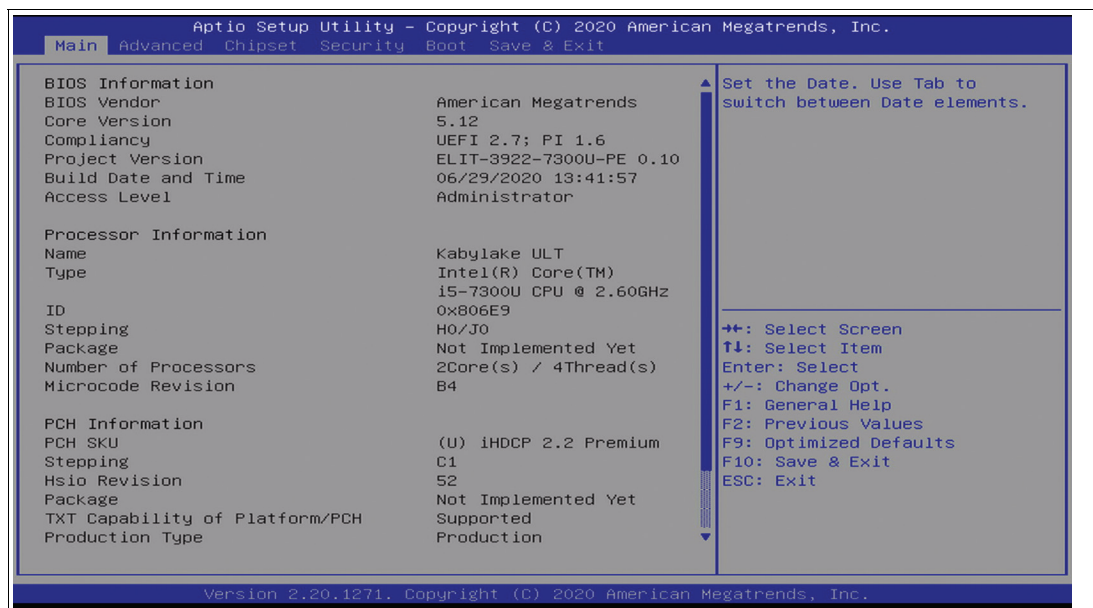 Aptio Setup Utility – Copyright (C) 2020 American Megatrends, Inc.
Main Advanced Chipset Security Boot Save & Exit
BIOS Information
BIOS Vendor American Megatrends
Core Version 5.12
Compliancy UEFI 2.7; PI 1.6
Project Version ELIT-3922-7300U-PE 0.10
Build Date and Time 06/29/2020 13:41:57
Access Level Administrator
Processor Information
Name Kabylake ULT
Type Intel(R) Core(TM)
i5-7300U CPU @ 2.60GHz
ID 0x806E9
Stepping H0/J0
Package Not Implemented Yet
Number of Processors 2Core(s) / 4Thread(s)
Microcode Revision B4
PCH Information
PCH SKU (U) iHDCP 2.2 Premium
Stepping C1
Hsio Revision 52
Package Not Implemented Yet
TXT Capability of Platform/PCH Supported
Production Type Production
Set the Date. Use Tab to
switch between Date elements.
→←: Select Screen
↑↓: Select Item
Enter: Select
+/-: Change Opt.
F1: General Help
F2: Previous Values
F9: Optimized Defaults
F10: Save & Exit
ESC: Exit
Version 2.20.1271. Copyright (C) 2020 American Megatrends, Inc.